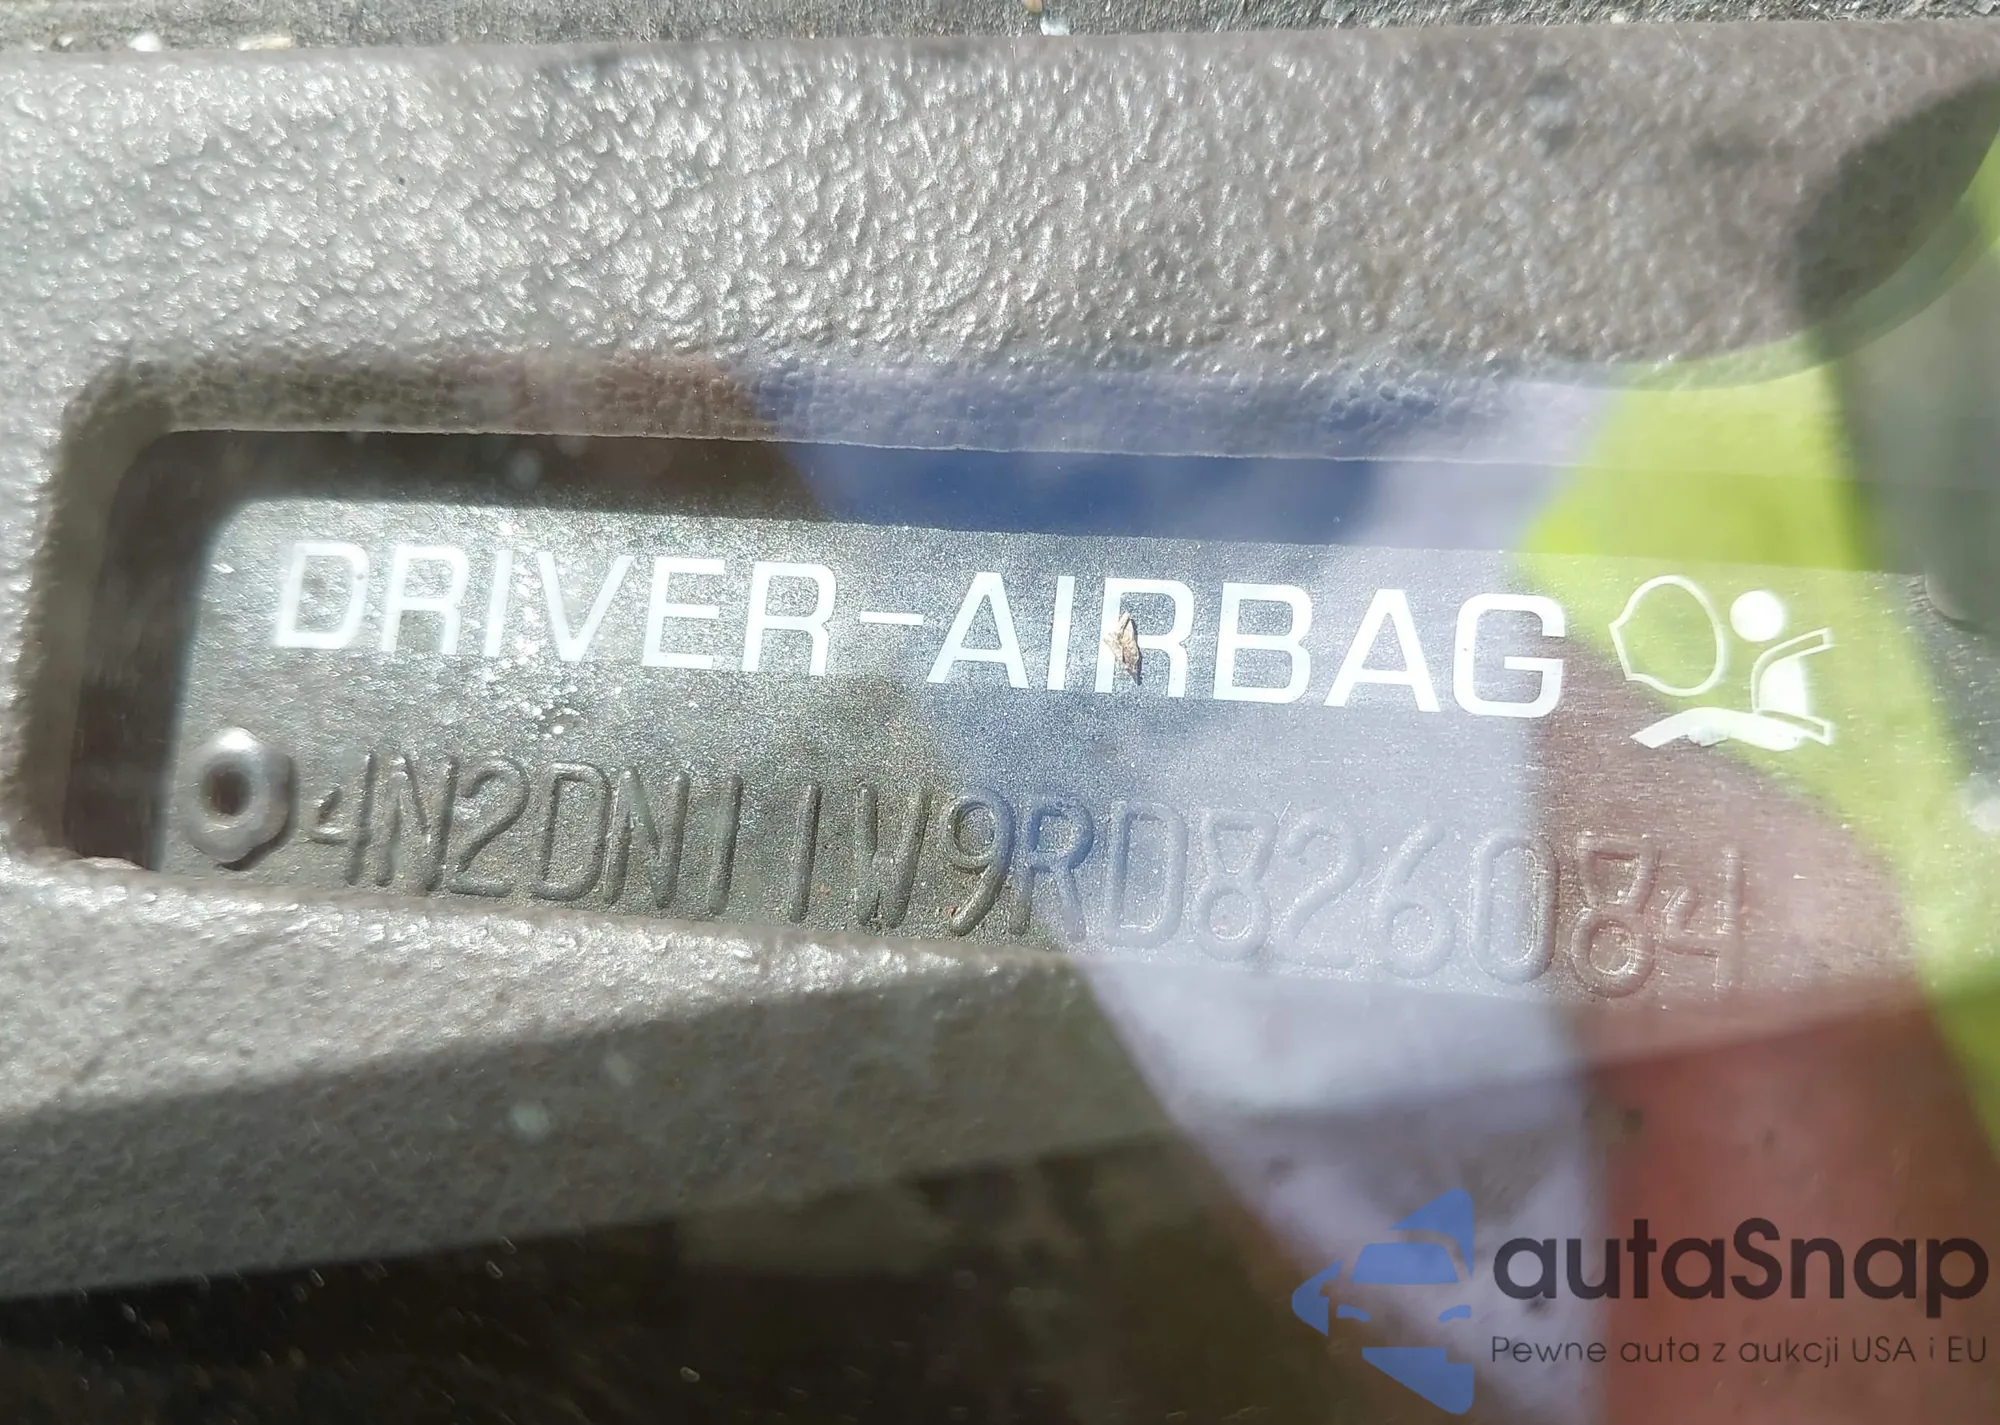 DRIVER-AIRBAG
4N2DN11W9RD826084
autaSnap
Pewne auta z aukcji USA i EU